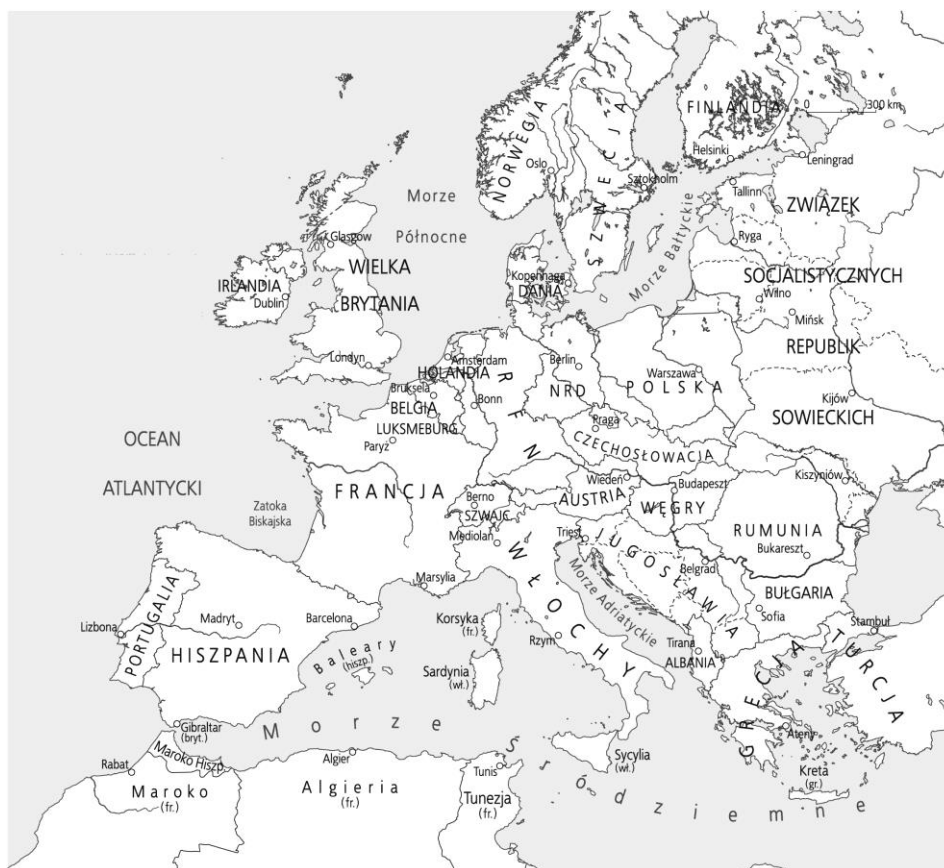 NORWEGIA
Oslo
SZWECJA
Sztokholm
FINLANDIA
0 300 km
Helsinki
Leningrad
Tallinn
ZWIĄZEK
Ryga
SOCJALISTYCZNYCH
Wilno
Mińsk
REPUBLIK
Kijów
SOWIECKICH
Kiszyniów
Morze
Północne
Morze Bałtyckie
Glasgow
WIELKA
BRYTANIA
Londyn
IRLANDIA
Dublin
Kopenhaga
DANIA
Amsterdam
HOLANDIA
Bruksela
BELGIA
LUKSMEBURG
Bonn
RFN
Berlin
NRD
Warszawa
POLSKA
Praga
CZECHOSŁOWACJA
OCEAN
ATLANTYCKI
Zatoka
Biskajska
Paryż
FRANCJA
Marsylia
Berno
SZWAJC.
Wiedeń
AUSTRIA
Budapeszt
WĘGRY
RUMUNIA
Bukareszt
Mediolan
WŁOCHY
Rzym
Triest
JUGOSŁAWIA
Belgrad
Morze Adriatyckie
BUŁGARIA
Sofia
Stambuł
TURCJA
Tirana
ALBANIA
GRECJA
Ateny
Kreta
(gr.)
PORTUGALIA
Lizbona
Madryt
HISZPANIA
Barcelona
Baleary
(hiszp.)
Korsyka
(fr.)
Sardynia
(wł.)
Sycylia
(wł.)
Gibraltar
(bryt.)
Morze Śródziemne
Maroko Hiszp.
Rabat
Maroko
(fr.)
Algier
Algieria
(fr.)
Tunis
Tunezja
(fr.)